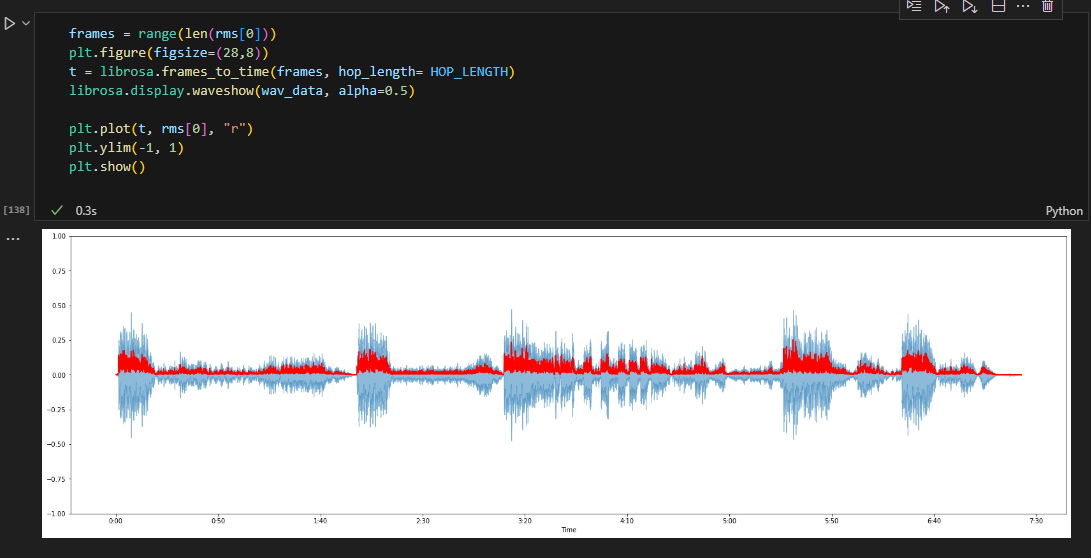 frames = range(len(rms[0]))
plt.figure(figsize=(28,8))
t = librosa.frames_to_time(frames, hop_length= HOP_LENGTH)
librosa.display.waveshow(wav_data, alpha=0.5)
plt.plot(t, rms[0], "r")
plt.ylim(-1, 1)
plt.show()
[138]
0.3s
Python
1.00
0.75
0.50
0.25
0.00
−0.25
−0.50
−0.75
−1.00
0:00 0:50 1:40 2:30 3:20 4:10 5:00 5:50 6:40 7:30
Time